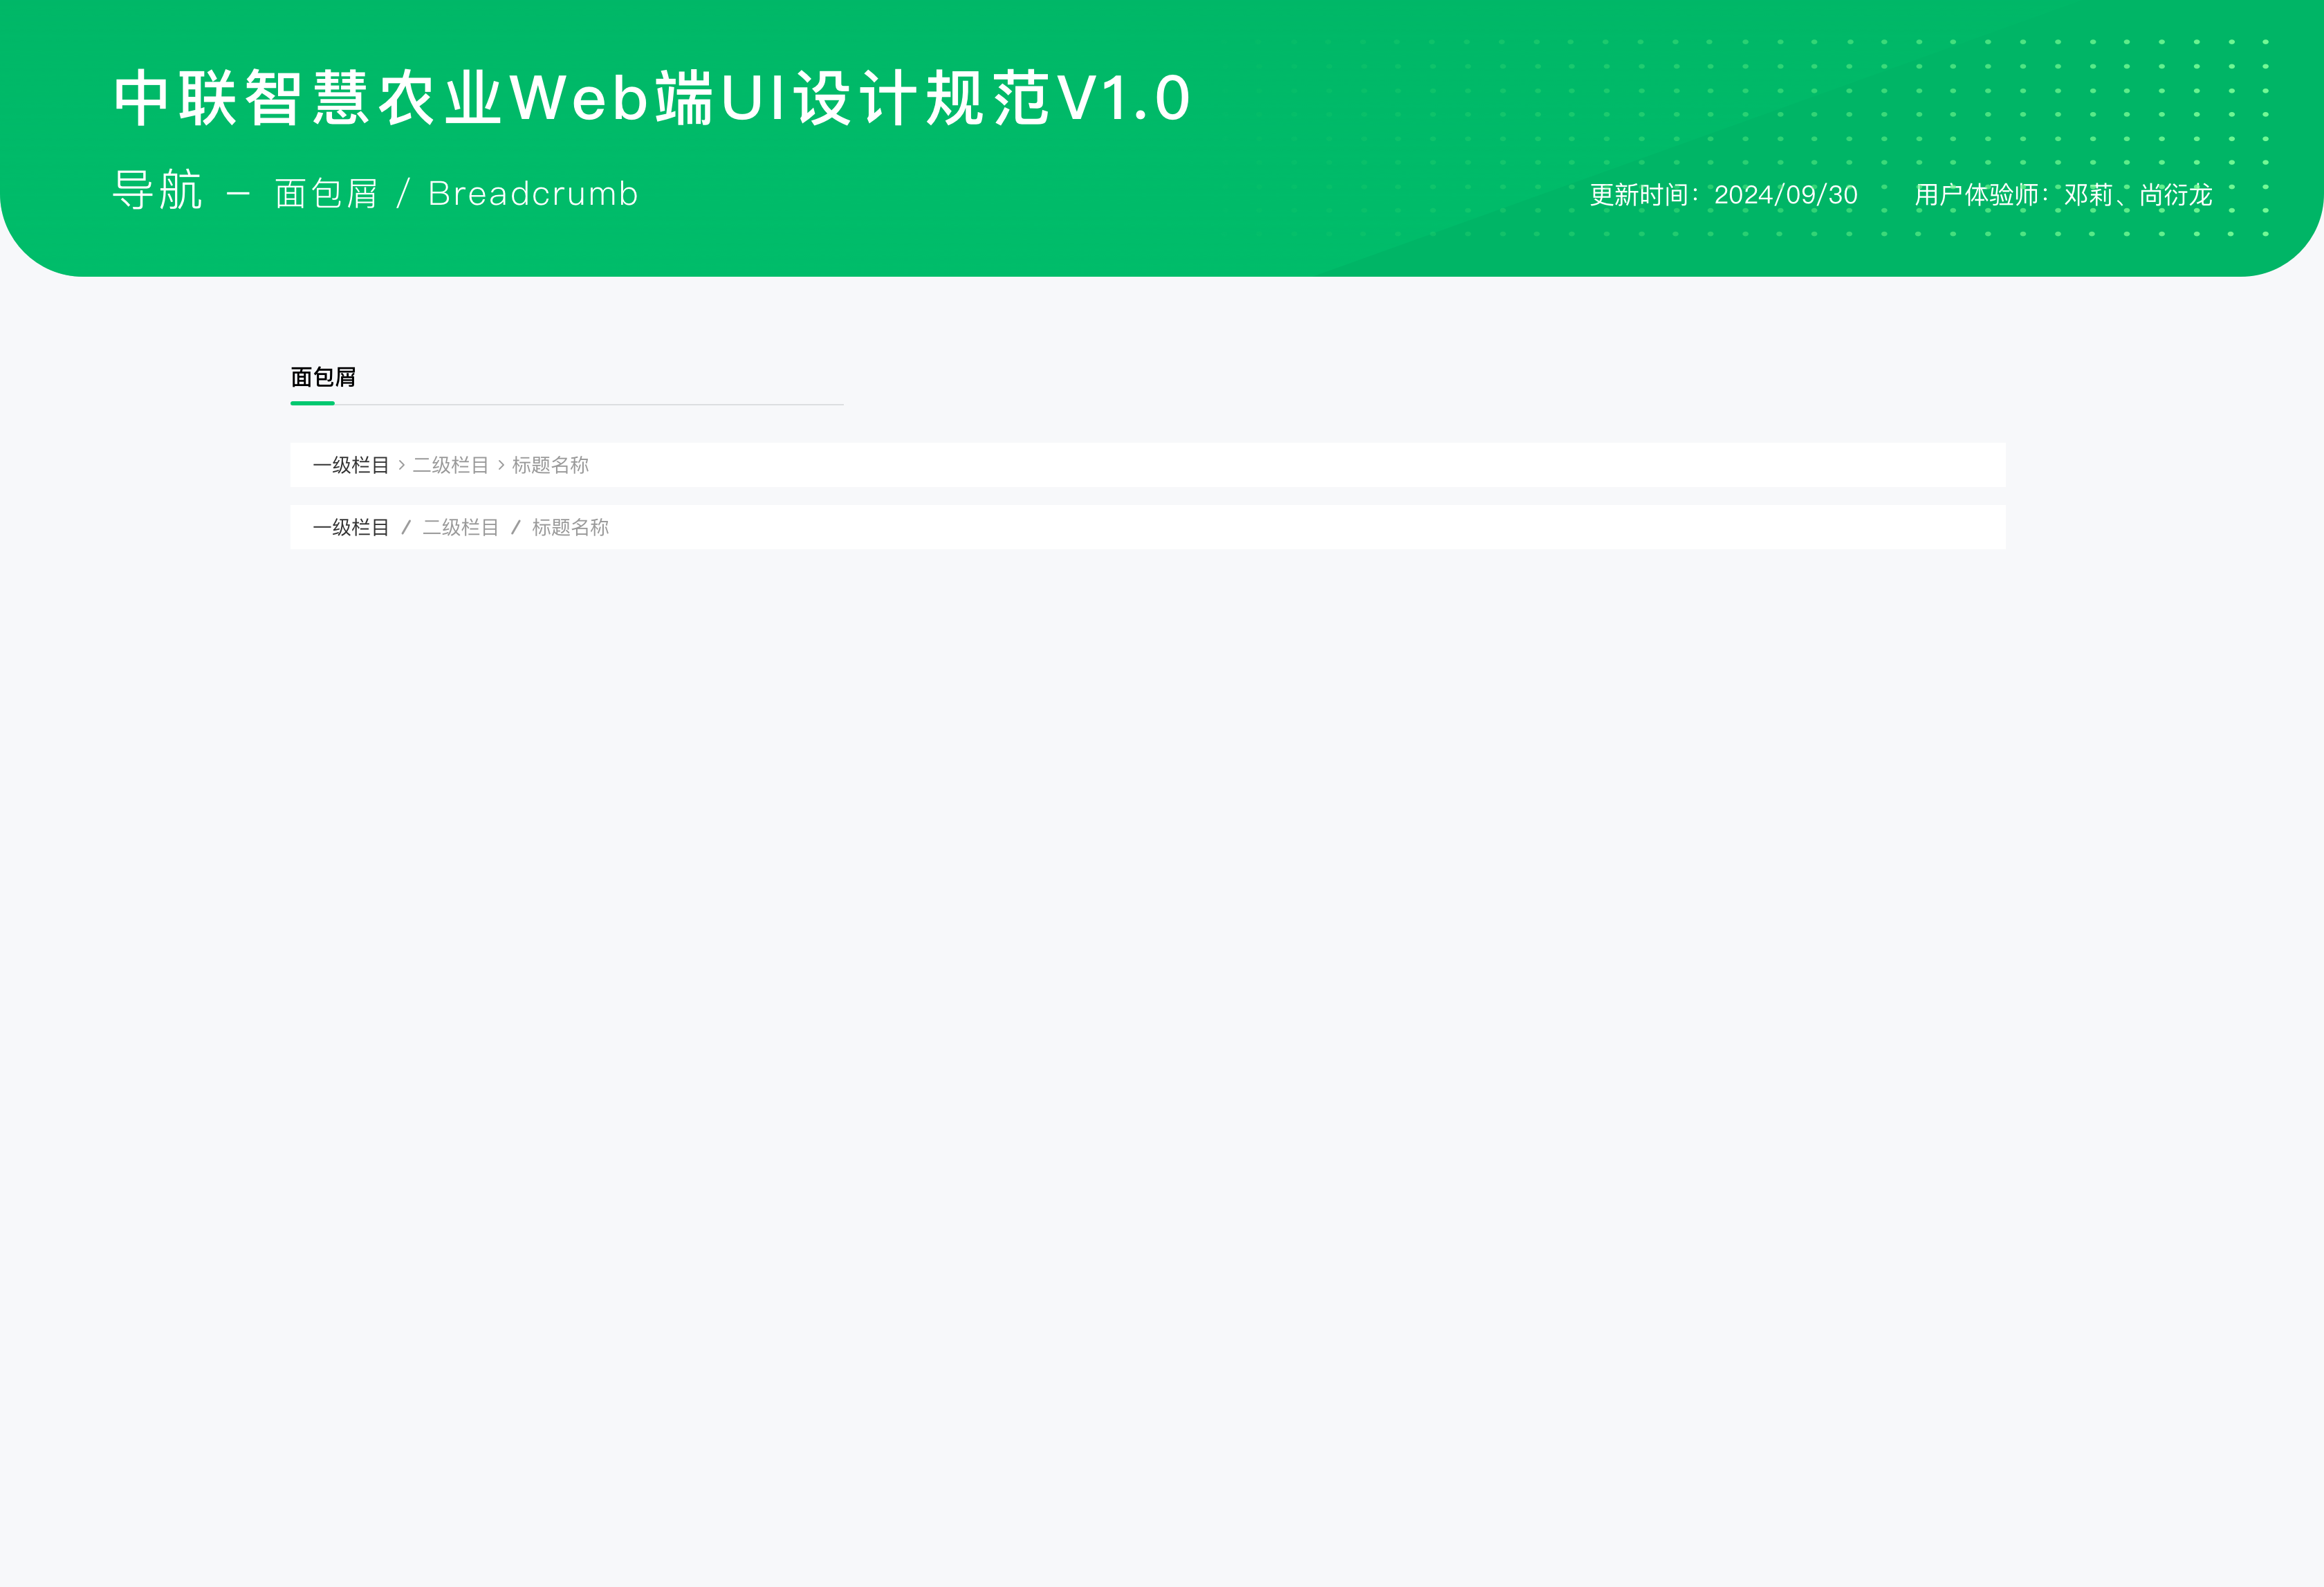 中联智慧农业Web端UI设计规范V1.0
导航 – 面包屑 / Breadcrumb
更新时间：2024/09/30 用户体验师：邓莉、尚衍龙
面包屑
一级栏目 > 二级栏目 > 标题名称
一级栏目 / 二级栏目 / 标题名称